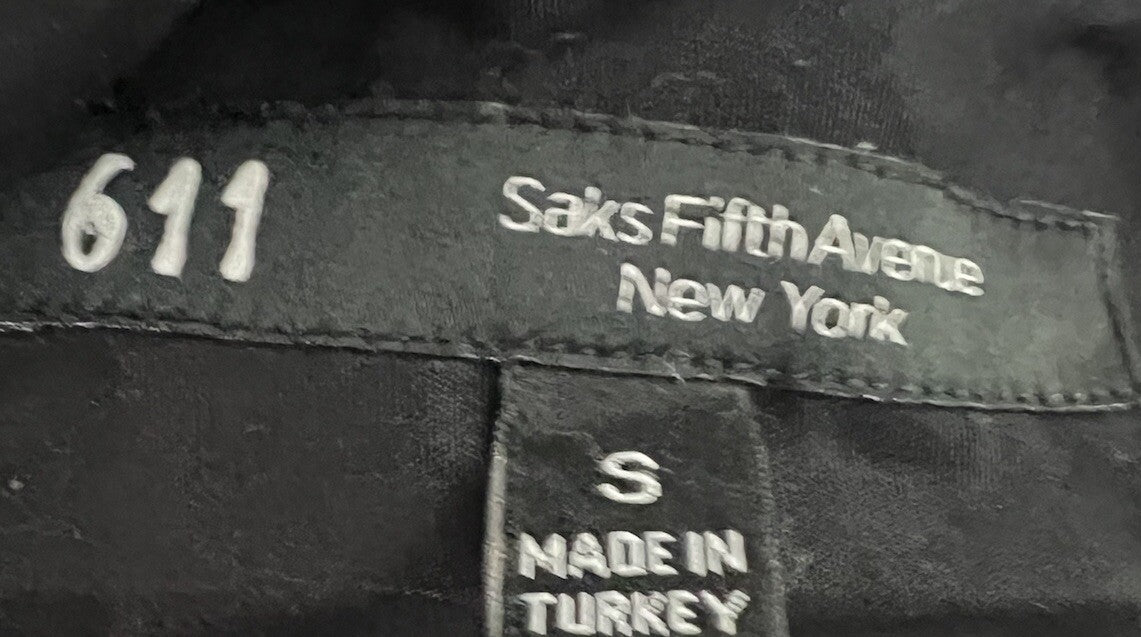 611
Saks Fifth Avenue
New York
S
MADE IN
TURKEY